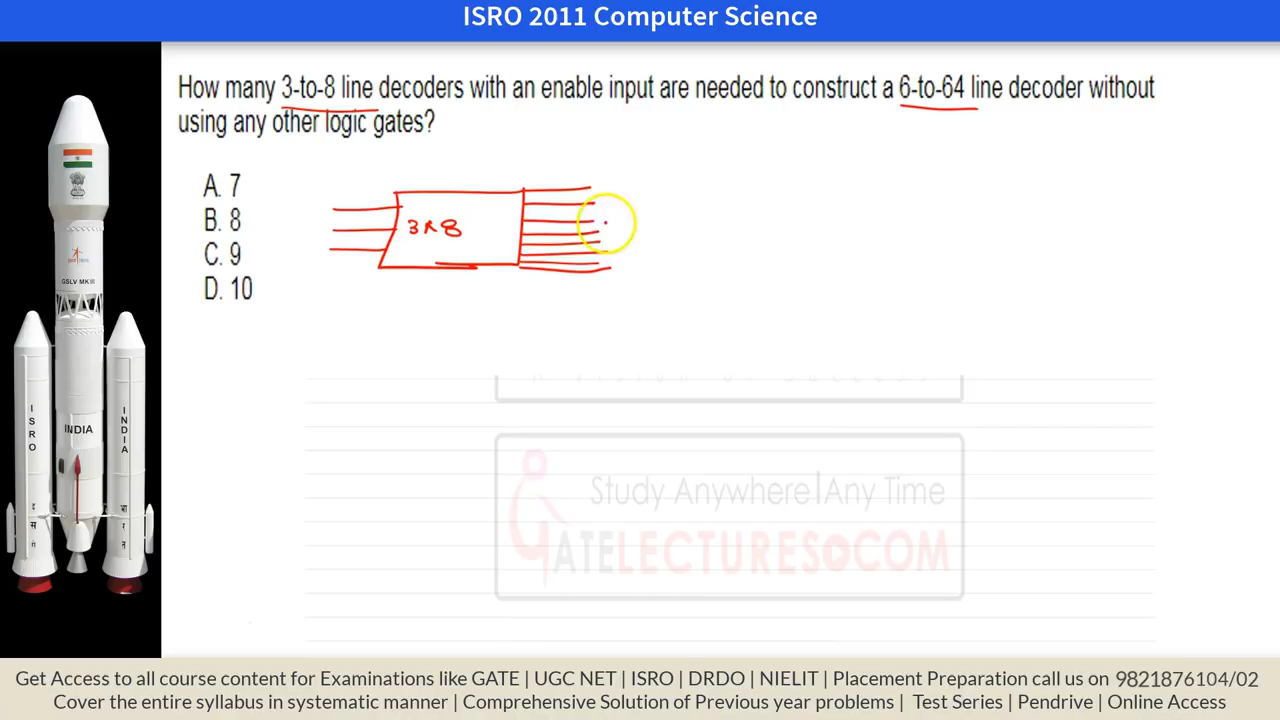 ISRO 2011 Computer Science
How many 3-to-8 line decoders with an enable input are needed to construct a 6-to-64 line decoder without
using any other logic gates?
A. 7
B. 8
C. 9
D. 10
3x8
GSLV MK III
ISRO
INDIA
INDIA
Study Anywhere|Any Time
GATELECTURES.COM
Get Access to all course content for Examinations like GATE | UGC NET | ISRO | DRDO | NIELIT | Placement Preparation call us on 9821876104/02
Cover the entire syllabus in systematic manner | Comprehensive Solution of Previous year problems | Test Series | Pendrive | Online Access